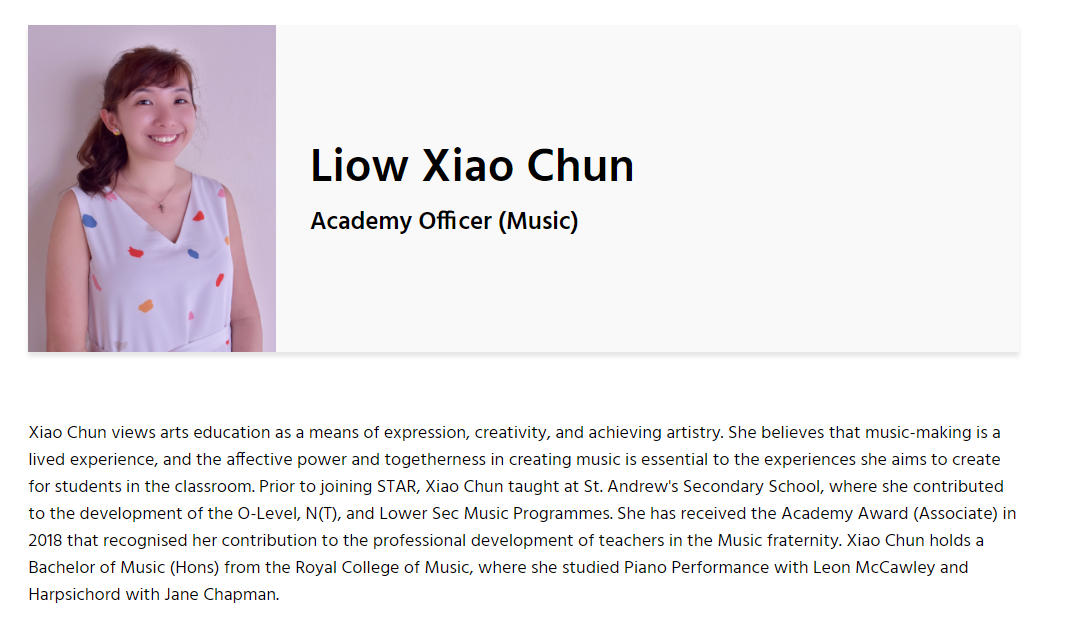 Liow Xiao Chun
Academy Officer (Music)
Xiao Chun views arts education as a means of expression, creativity, and achieving artistry. She believes that music-making is a
lived experience, and the affective power and togetherness in creating music is essential to the experiences she aims to create
for students in the classroom. Prior to joining STAR, Xiao Chun taught at St. Andrew's Secondary School, where she contributed
to the development of the O-Level, N(T), and Lower Sec Music Programmes. She has received the Academy Award (Associate) in
2018 that recognised her contribution to the professional development of teachers in the Music fraternity. Xiao Chun holds a
Bachelor of Music (Hons) from the Royal College of Music, where she studied Piano Performance with Leon McCawley and
Harpsichord with Jane Chapman.